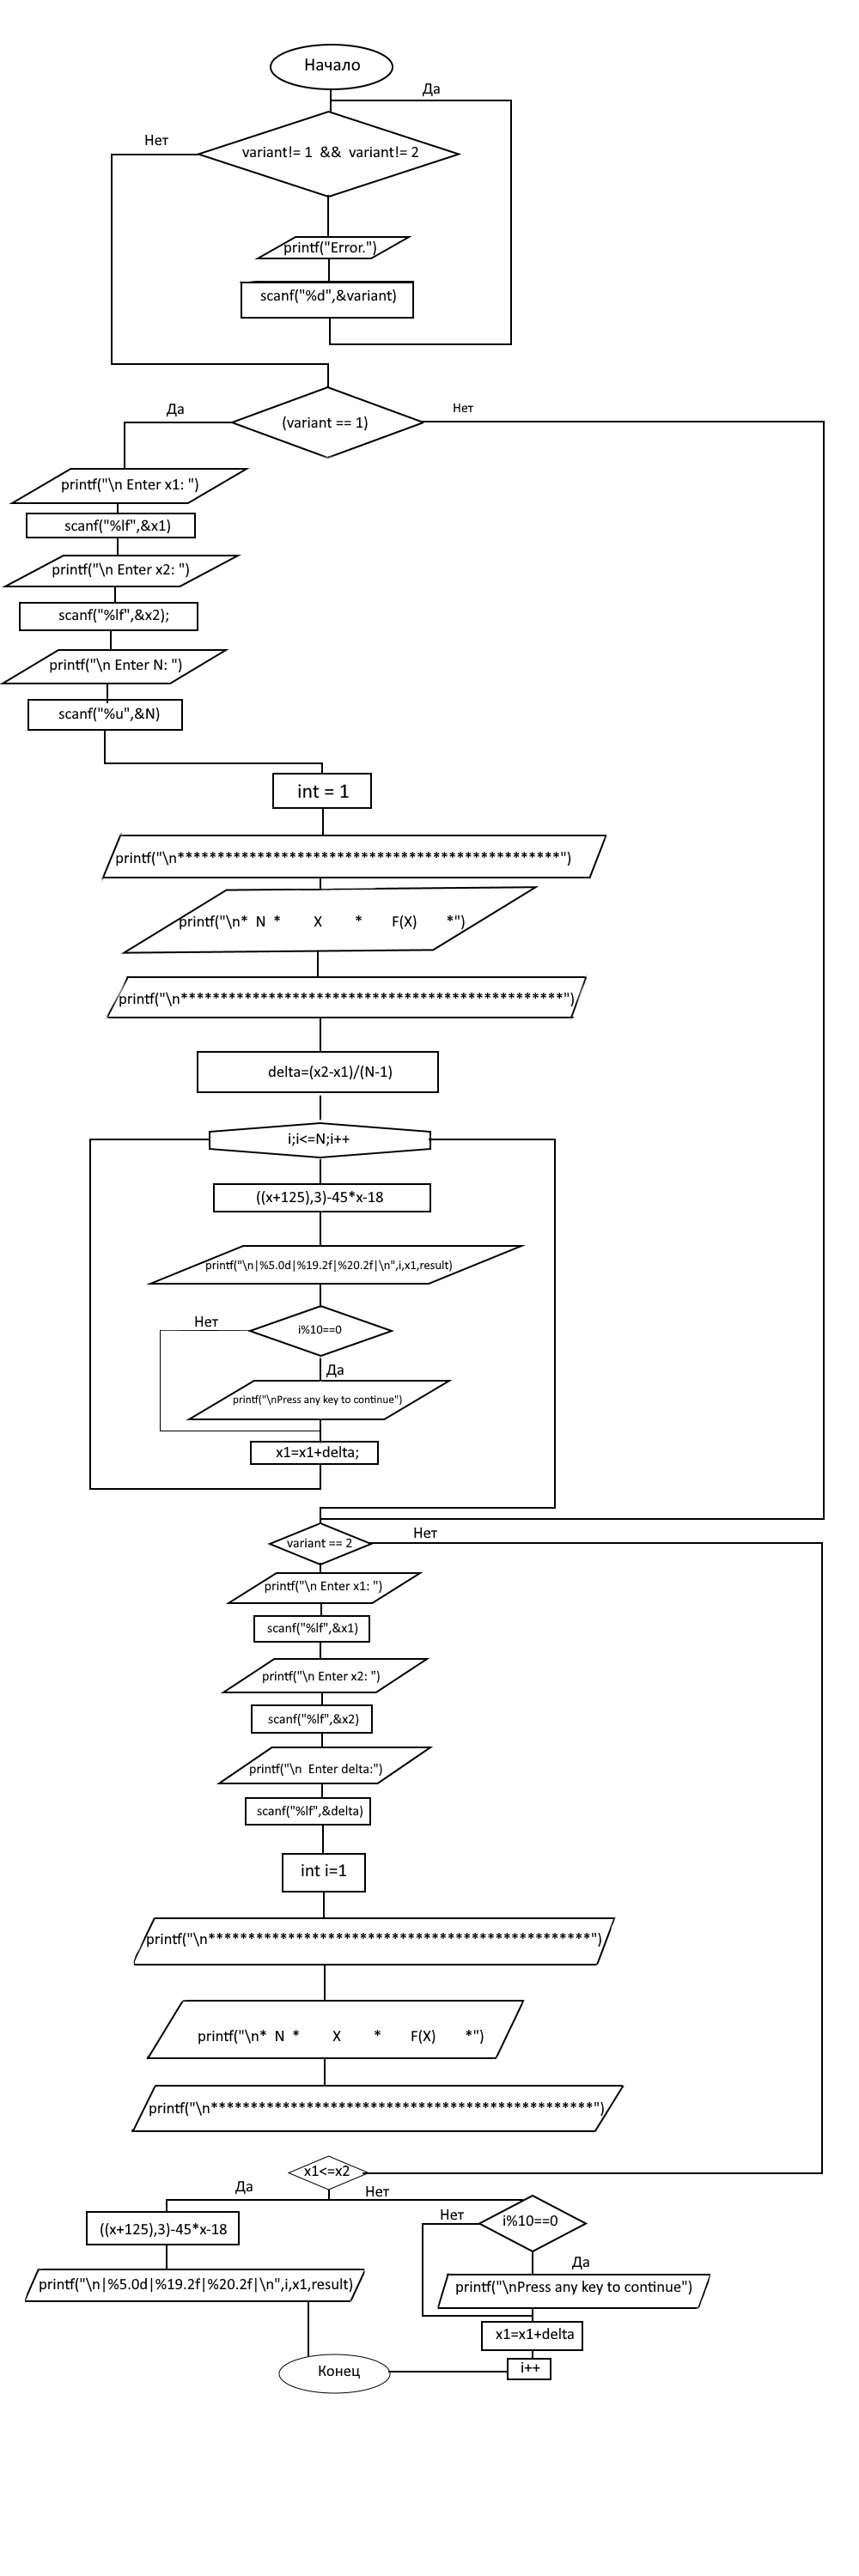 Начало
Да
Нет
variant!= 1 && variant!= 2
printf("Error.")
scanf("%d",&variant)
Да
(variant == 1)
Нет
printf("\n Enter x1: ")
scanf("%lf",&x1)
printf("\n Enter x2: ")
scanf("%lf",&x2);
printf("\n Enter N: ")
scanf("%u",&N)
int = 1
printf("\n************************************************")
printf("\n* N * X * F(X) *")
printf("\n************************************************")
delta=(x2-x1)/(N-1)
i;i<=N;i++
((x+125),3)-45*x-18
printf("\n|%5.0d|%19.2f|%20.2f|\n",i,x1,result)
Нет
i%10==0
Да
printf("\nPress any key to continue")
x1=x1+delta;
variant == 2
Нет
printf("\n Enter x1: ")
scanf("%lf",&x1)
printf("\n Enter x2: ")
scanf("%lf",&x2)
printf("\n Enter delta:")
scanf("%lf",&delta)
int i=1
printf("\n************************************************")
printf("\n* N * X * F(X) *")
printf("\n************************************************")
x1<=x2
Да
Нет
((x+125),3)-45*x-18
printf("\n|%5.0d|%19.2f|%20.2f|\n",i,x1,result)
Нет
i%10==0
Да
printf("\nPress any key to continue")
x1=x1+delta
i++
Конец